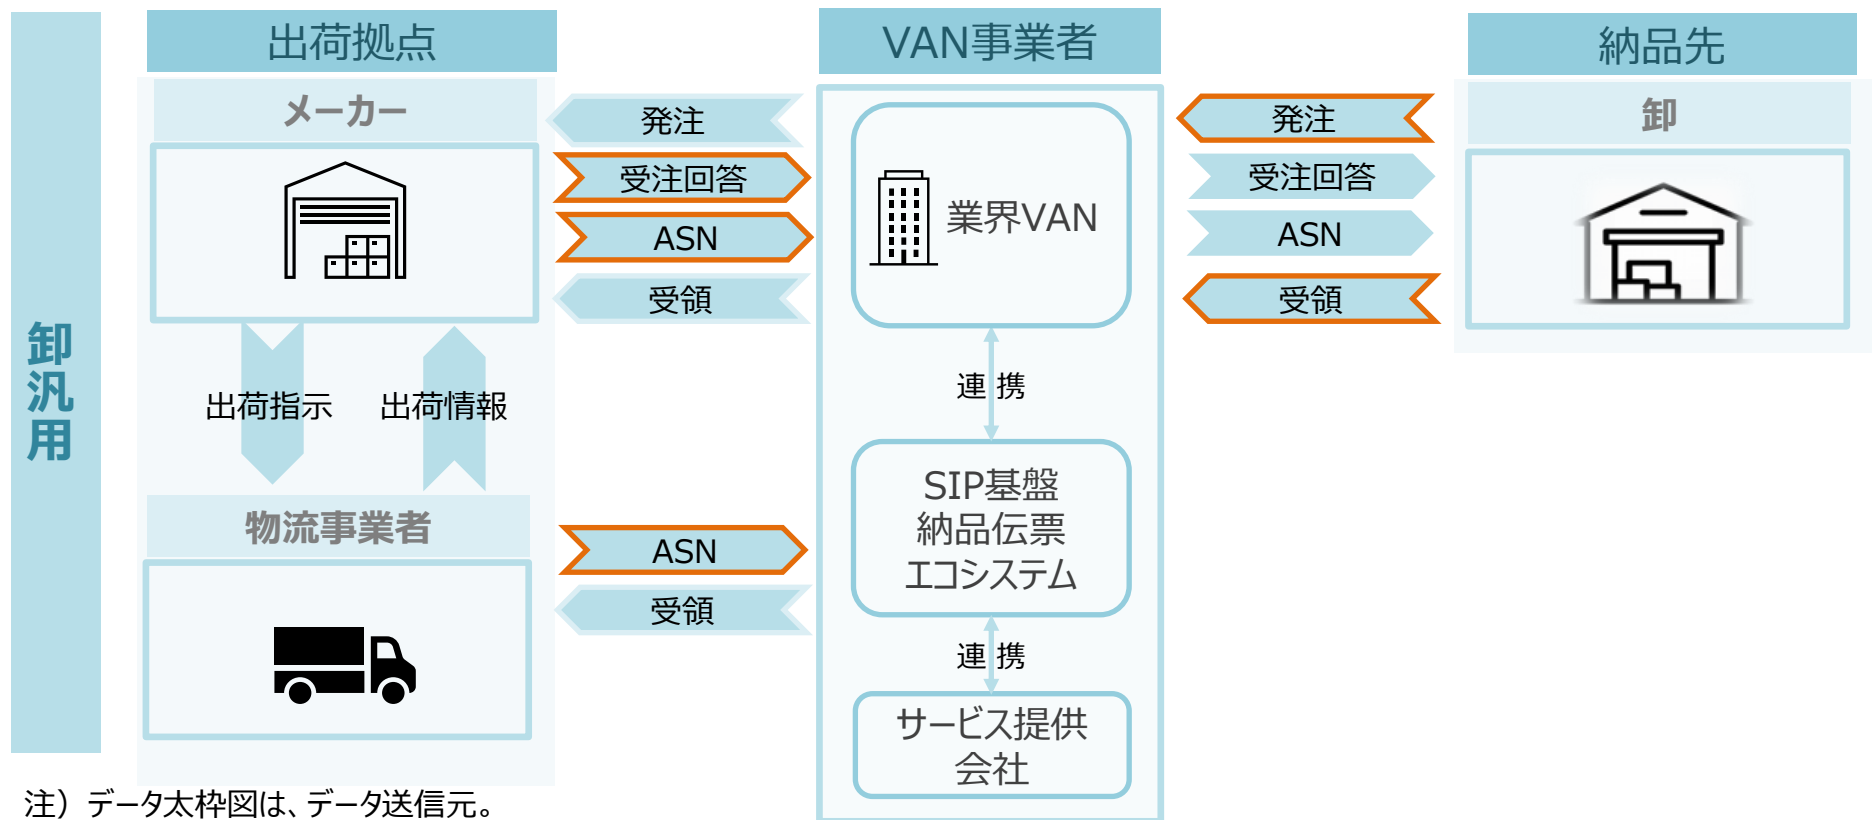 卸汎用
出荷拠点
メーカー
出荷指示
出荷情報
物流事業者
発注
受注回答
ASN
受領
ASN
受領
VAN事業者
業界VAN
連携
SIP基盤
納品伝票
エコシステム
連携
サービス提供
会社
発注
受注回答
ASN
受領
納品先
卸
注）データ太枠図は、データ送信元。